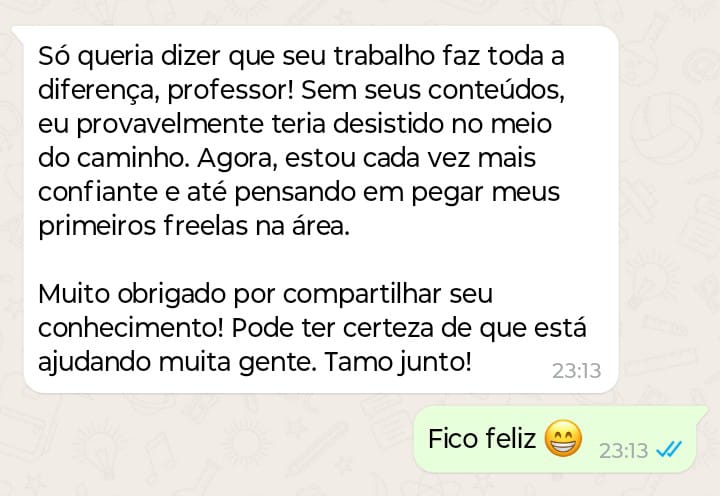 Só queria dizer que seu trabalho faz toda a
diferença, professor! Sem seus conteúdos,
eu provavelmente teria desistido no meio
do caminho. Agora, estou cada vez mais
confiante e até pensando em pegar meus
primeiros freelas na área.
Muito obrigado por compartilhar seu
conhecimento! Pode ter certeza de que está
ajudando muita gente. Tamo junto!
23:13
Fico feliz 😁 23:13